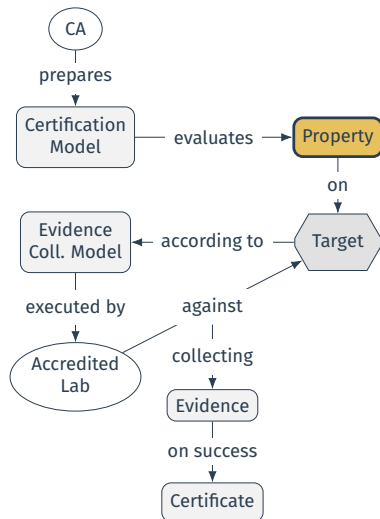 CA
prepares
Certification
Model
evaluates
Property
on
Target
according to
Evidence
Coll. Model
executed by
Accredited
Lab
against
collecting
Evidence
on success
Certificate